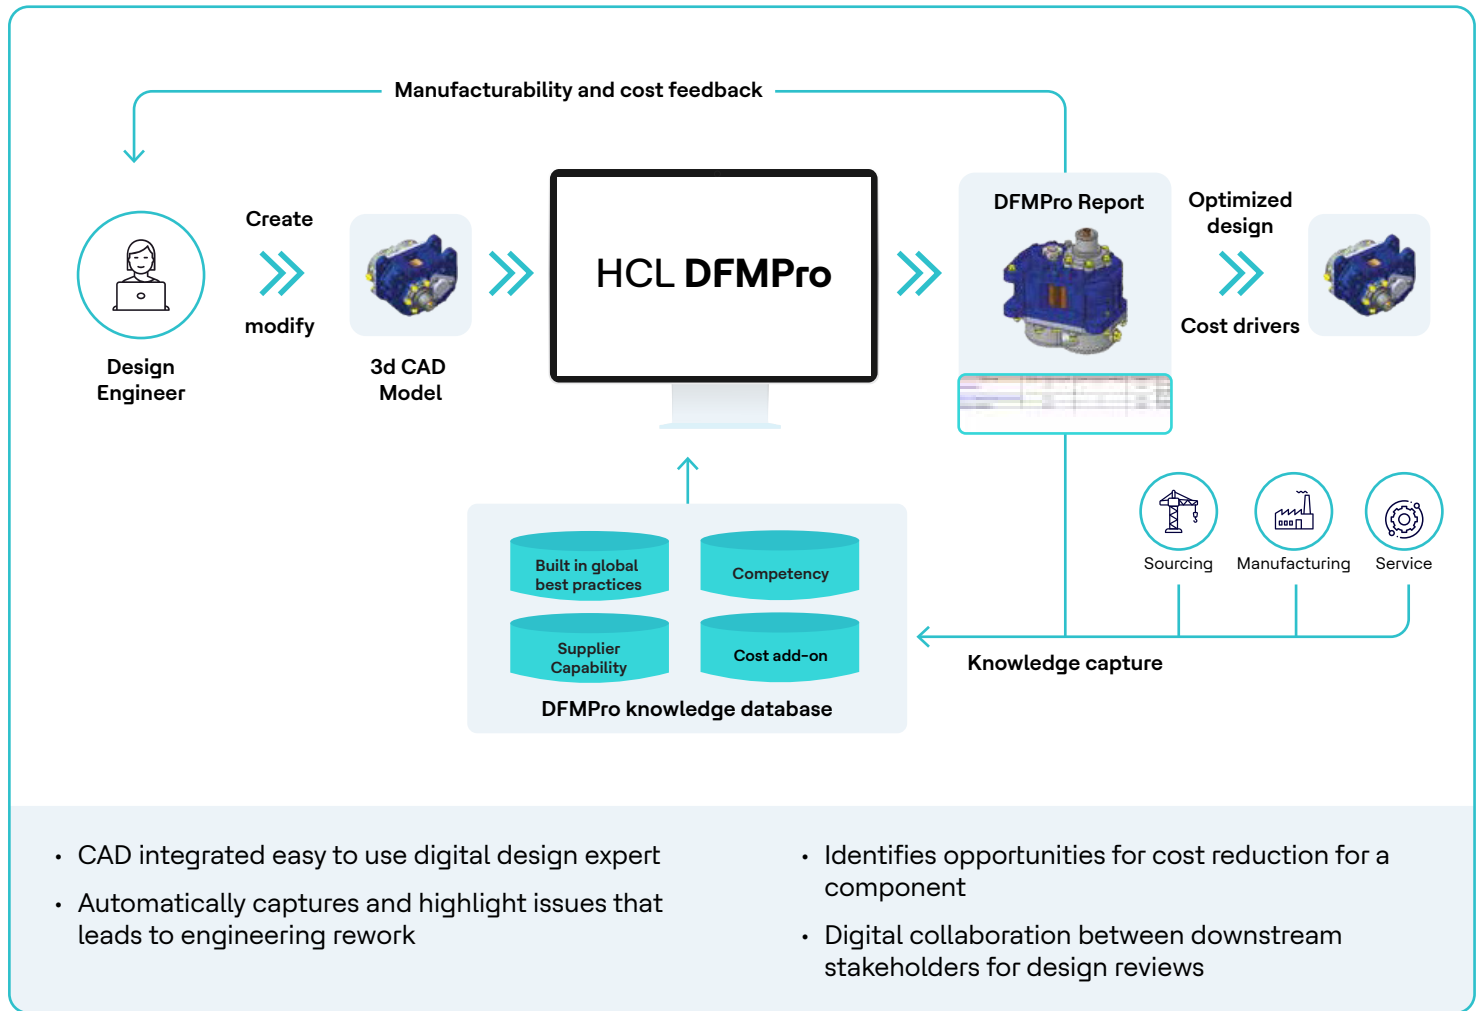 Manufacturability and cost feedback
Create
modify
Design
Engineer
3d CAD
Model
HCL DFMPro
DFMPro Report
Optimized
design
Cost drivers
Sourcing
Manufacturing
Service
Knowledge capture
Built in global
best practices
Competency
Supplier
Capability
Cost add-on
DFMPro knowledge database
• CAD integrated easy to use digital design expert
• Automatically captures and highlight issues that
leads to engineering rework
• Identifies opportunities for cost reduction for a
component
• Digital collaboration between downstream
stakeholders for design reviews